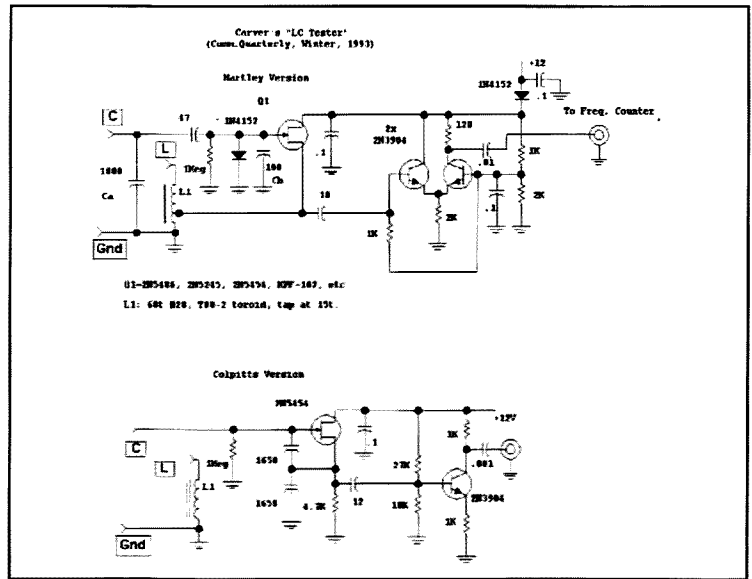 Carver's "LC Tester"
(Comm.Quarterly, Winter, 1993)
Hartley Version
Q1
+12
1N4152
.1
To Freq. Counter
C
47
1N4152
2x
2N3904
120
.01
L
1Meg
100
Cb
.1
1K
1000
Ca
L1
10
.1
2K
2K
1K
Gnd
Q1-2N5486, 2N5245, 2N5454, MPF-102, etc
L1: 60t #28, T80-2 toroid, tap at 15t.
Colpitts Version
2N5454
+12V
1K
.1
.001
C
L
1Meg
1650
27K
2N3904
L1
1650
4.7K
12
18K
1K
Gnd